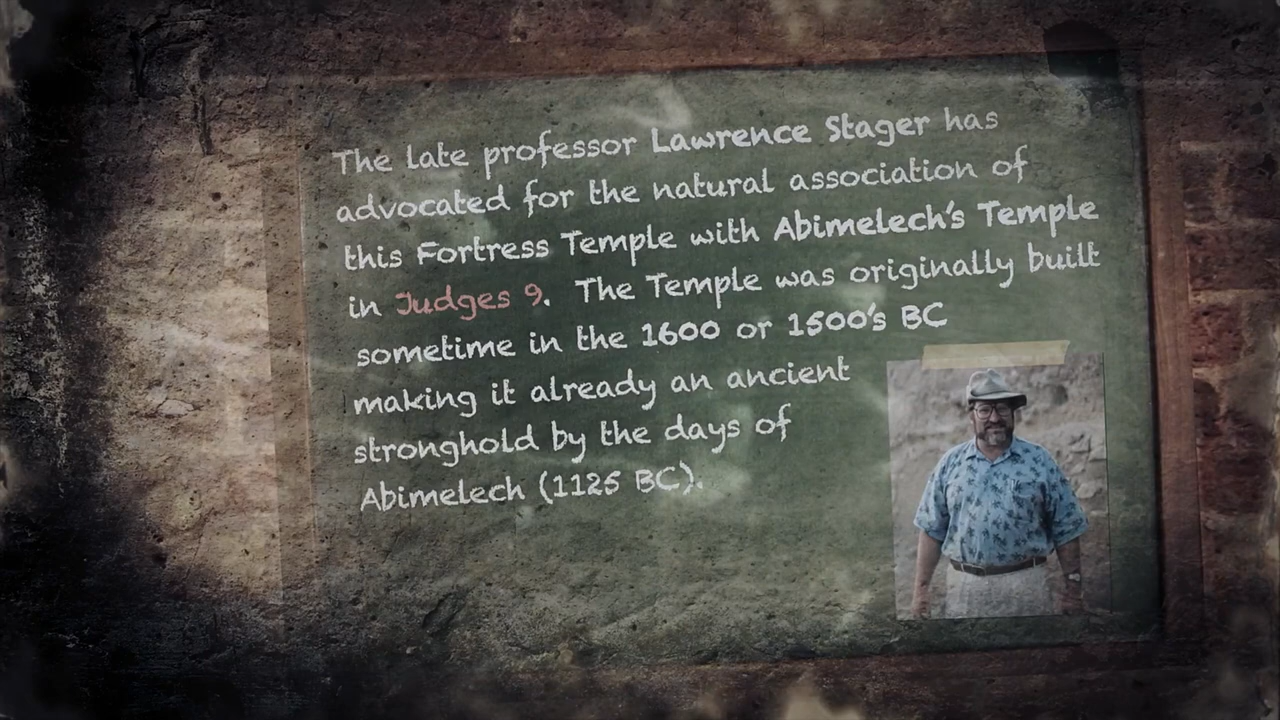 The late professor Lawrence Stager has
advocated for the natural association of
this Fortress Temple with Abimelech's Temple
in Judges 9. The Temple was originally built
sometime in the 1600 or 1500's BC
making it already an ancient
stronghold by the days of
Abimelech (1125 BC).